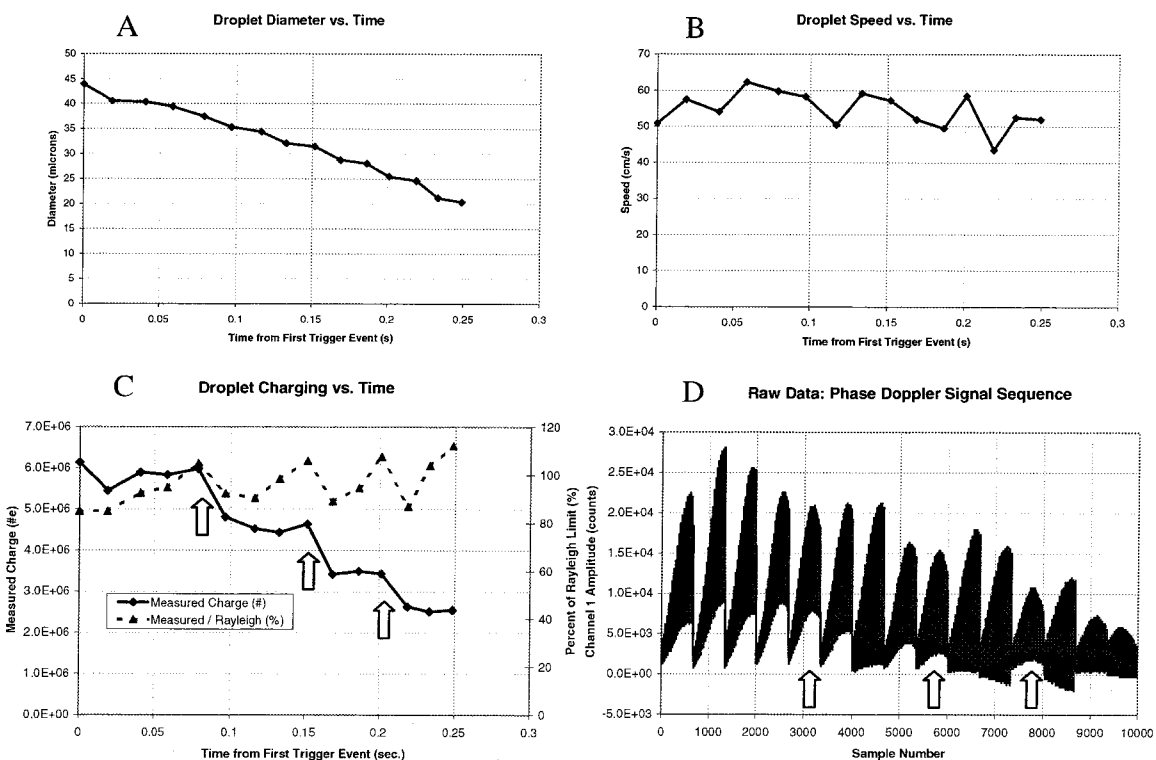 A
Droplet Diameter vs. Time
Diameter (microns)
50
45
40
35
30
25
20
15
10
5
0
0 0.05 0.1 0.15 0.2 0.25 0.3
Time from First Trigger Event (s)
B
Droplet Speed vs. Time
Speed (cm/s)
70
60
50
40
30
20
10
0
0 0.05 0.1 0.15 0.2 0.25 0.3
Time from First Trigger Event (s)
C
Droplet Charging vs. Time
Measured Charge (#e)
7.0E+06
6.0E+06
5.0E+06
4.0E+06
3.0E+06
2.0E+06
1.0E+06
0.0E+00
Measured Charge (#)
Measured / Rayleigh (%)
120
100
80
60
40
20
0
Percent of Rayleigh Limit (%)
0 0.05 0.1 0.15 0.2 0.25 0.3
Time from First Trigger Event (sec.)
D
Raw Data: Phase Doppler Signal Sequence
Channel 1 Amplitude (counts)
3.0E+04
2.5E+04
2.0E+04
1.5E+04
1.0E+04
5.0E+03
0.0E+00
-5.0E+03
0 1000 2000 3000 4000 5000 6000 7000 8000 9000 10000
Sample Number